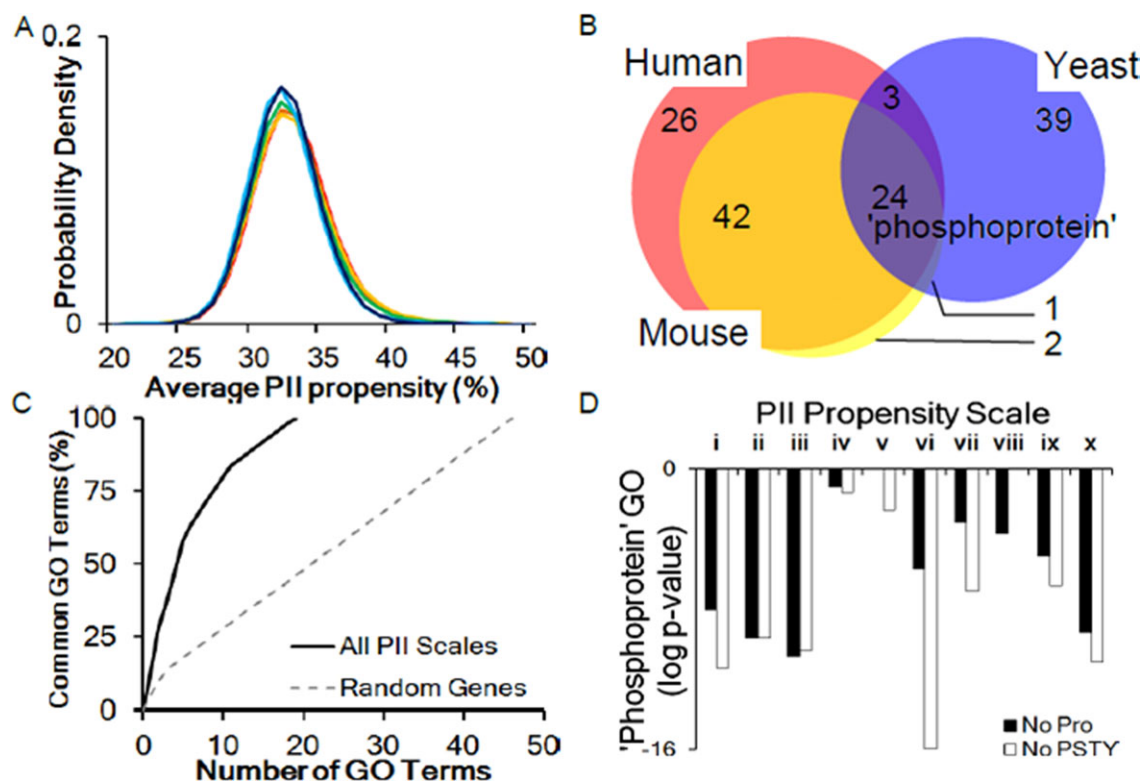 A
0.2
Probability Density
0
20 25 30 35 40 45 50
Average PII propensity (%)
B
Human
Yeast
26
3
39
42
24
'phosphoprotein'
Mouse
1
2
C
100
75
50
25
0
Common GO Terms (%)
All PII Scales
Random Genes
0 10 20 30 40 50
Number of GO Terms
D
PII Propensity Scale
i ii iii iv v vi vii viii ix x
0
-16
'Phosphoprotein' GO
(log p-value)
No Pro
No PSTY